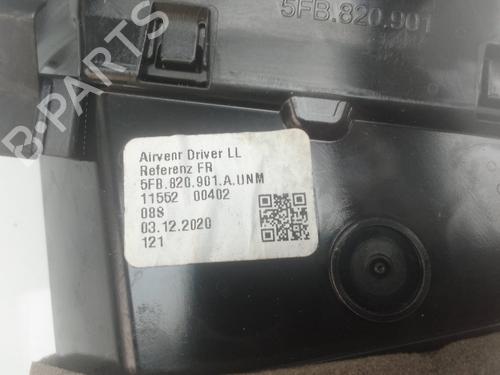 5FB.820.901
B-PARTS
Airvenr Driver LL
Referenz FR
5FB.820.901.A.UNM
11552 00402
088
03.12.2020
121